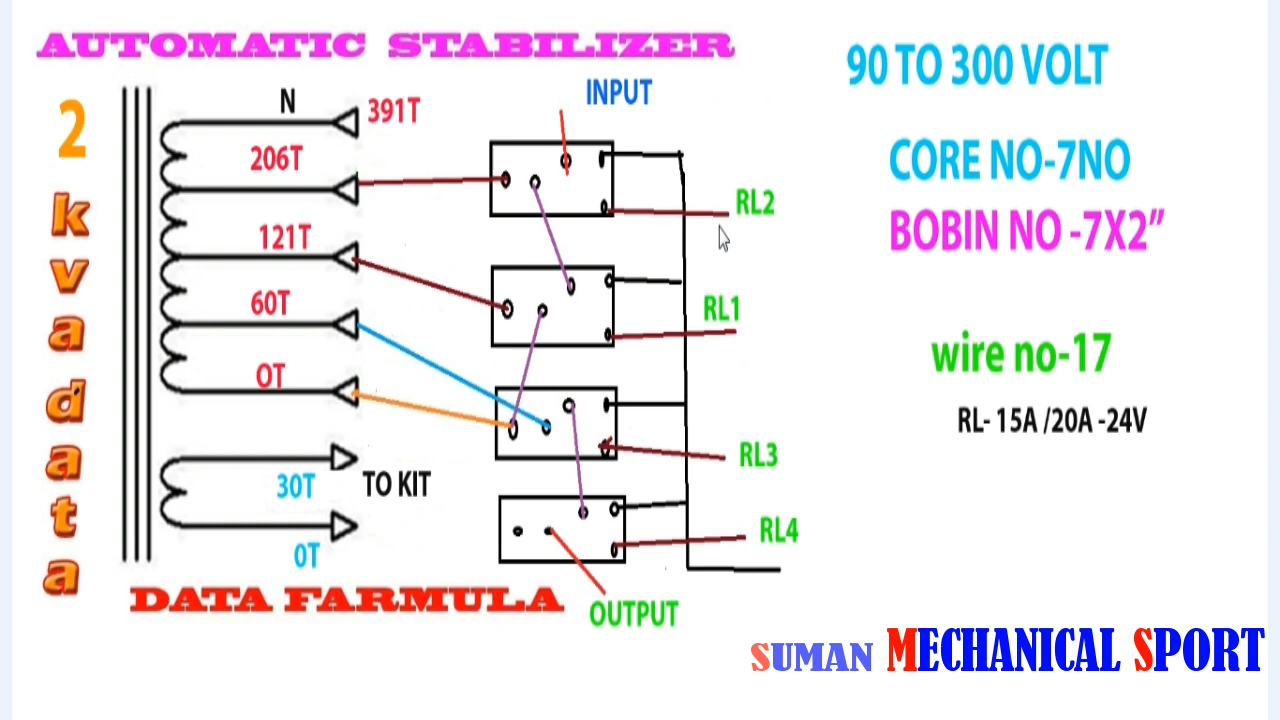 AUTOMATIC STABILIZER
2 kva data
N
391T
206T
121T
60T
0T
30T
TO KIT
0T
INPUT
RL2
RL1
RL3
RL4
OUTPUT
DATA FARMULA
90 TO 300 VOLT
CORE NO-7NO
BOBIN NO -7X2”
wire no-17
RL- 15A /20A -24V
SUMAN MECHANICAL SPORT